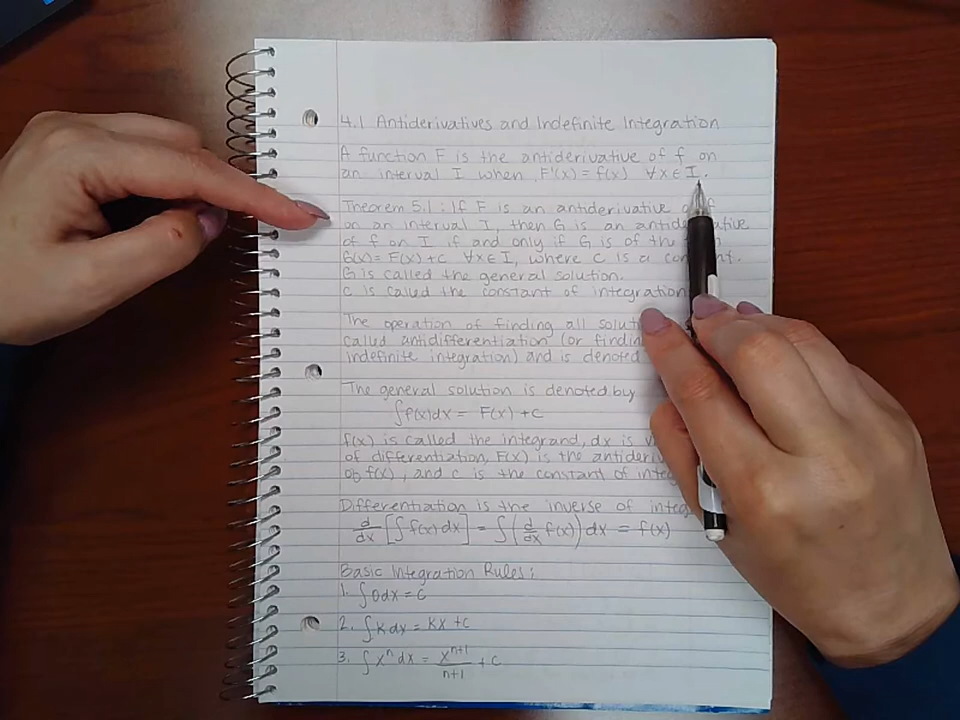 4.1 Antiderivatives and Indefinite Integration
A function F is the antiderivative of f on
an interval I when F'(x) = f(x) ∀x∈I.
Theorem 5.1: If F is an antiderivative f
on an interval I, then G is an
of f on I if and only if G is of the
G(x) = F(x) + C ∀x∈I, where C is a
G is called the general solution.
C is called the constant of integration
The operation of finding all
called antidifferentiation (or
indefinite integration) and is denoted
The general solution is denoted by
∫f(x)dx = F(x) + C
f(x) is called the integrand, dx is
of differentiation, F(x) is the
of f(x), and C is the constant of
Differentiation is the inverse of
d/dx [∫f(x)dx] = ∫(d/dx f(x))dx = f(x)
Basic Integration Rules:
1. ∫0dx = C
2. ∫Kdx = Kx + C
3. ∫xⁿdx = xⁿ⁺¹/n+1 + C